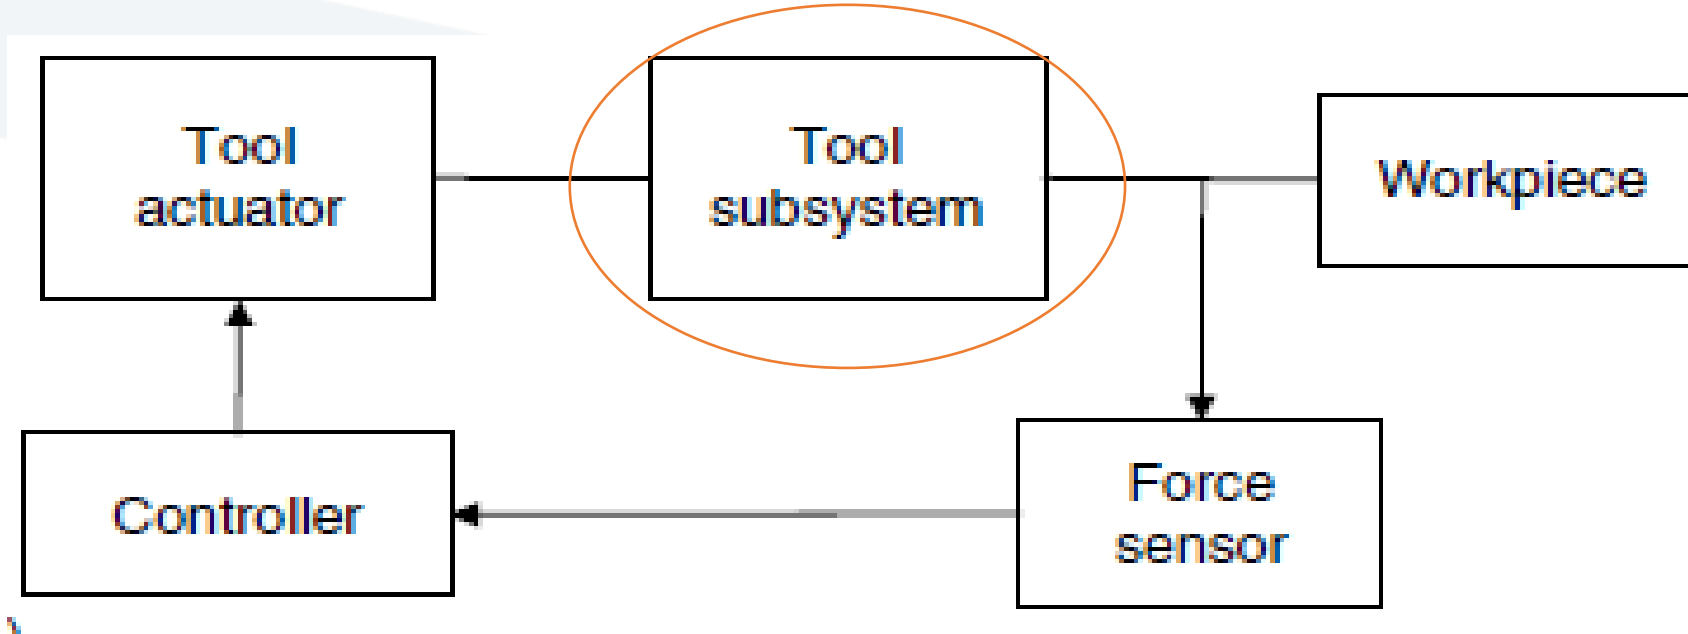 Tool
actuator
Tool
subsystem
Workpiece
Controller
Force
sensor